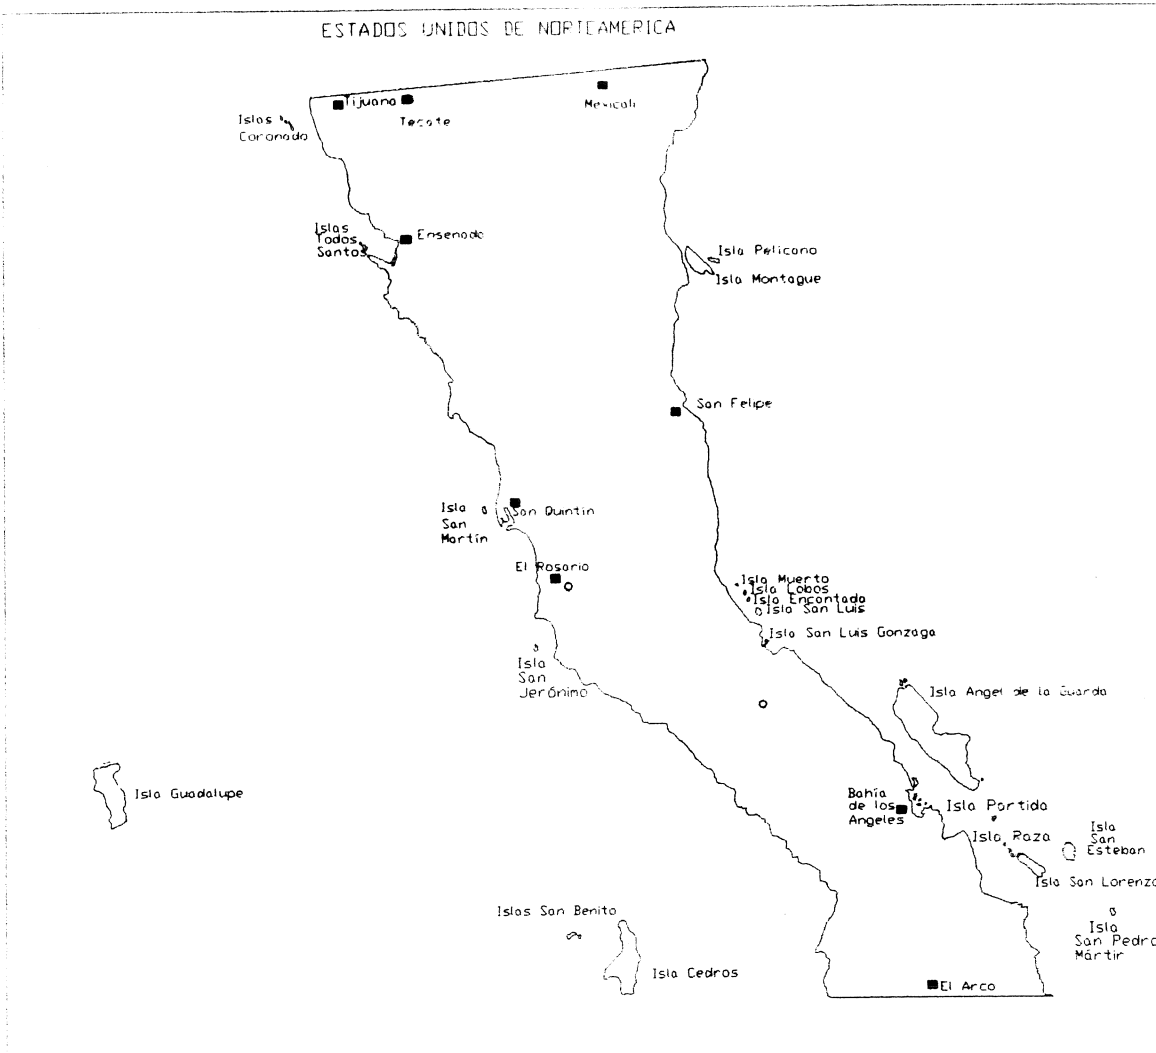 ESTADOS UNIDOS DE NORTEAMERICA
Tijuana
Tecate
Mexicali
Islas
Coronado
Islas
Todos
Santos
Ensenada
Isla Pelicano
Isla Montague
San Felipe
Isla
San
Martín
San Quintin
El Rosario
Isla Muerto
Isla Lobos
Isla Encantada
Isla San Luis
Isla San Luis Gonzaga
Isla
San
Jerónimo
Isla Angel de la Guarda
Isla Guadalupe
Bahía
de los
Angeles
Isla Partida
Isla Raza
Isla
San
Esteban
Isla San Lorenzo
Islas San Benito
Isla Cedros
Isla
San Pedro
Mártir
El Arco